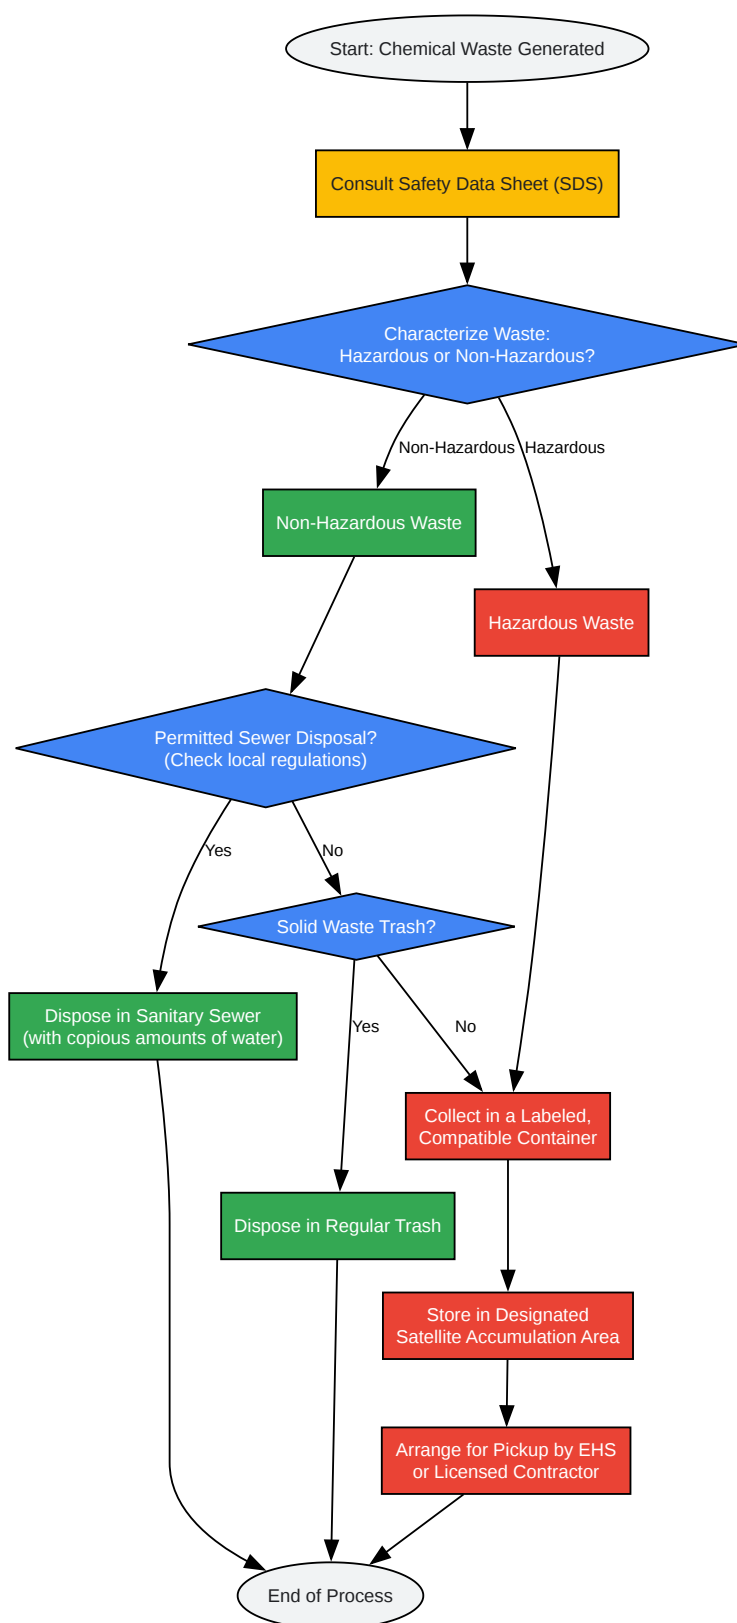 Start: Chemical Waste Generated
Consult Safety Data Sheet (SDS)
Characterize Waste:
Hazardous or Non-Hazardous?
Non-Hazardous
Hazardous
Non-Hazardous Waste
Hazardous Waste
Permitted Sewer Disposal?
(Check local regulations)
Yes
No
Solid Waste Trash?
Dispose in Sanitary Sewer
(with copious amounts of water)
Yes
No
Collect in a Labeled,
Compatible Container
Dispose in Regular Trash
Store in Designated
Satellite Accumulation Area
Arrange for Pickup by EHS
or Licensed Contractor
End of Process